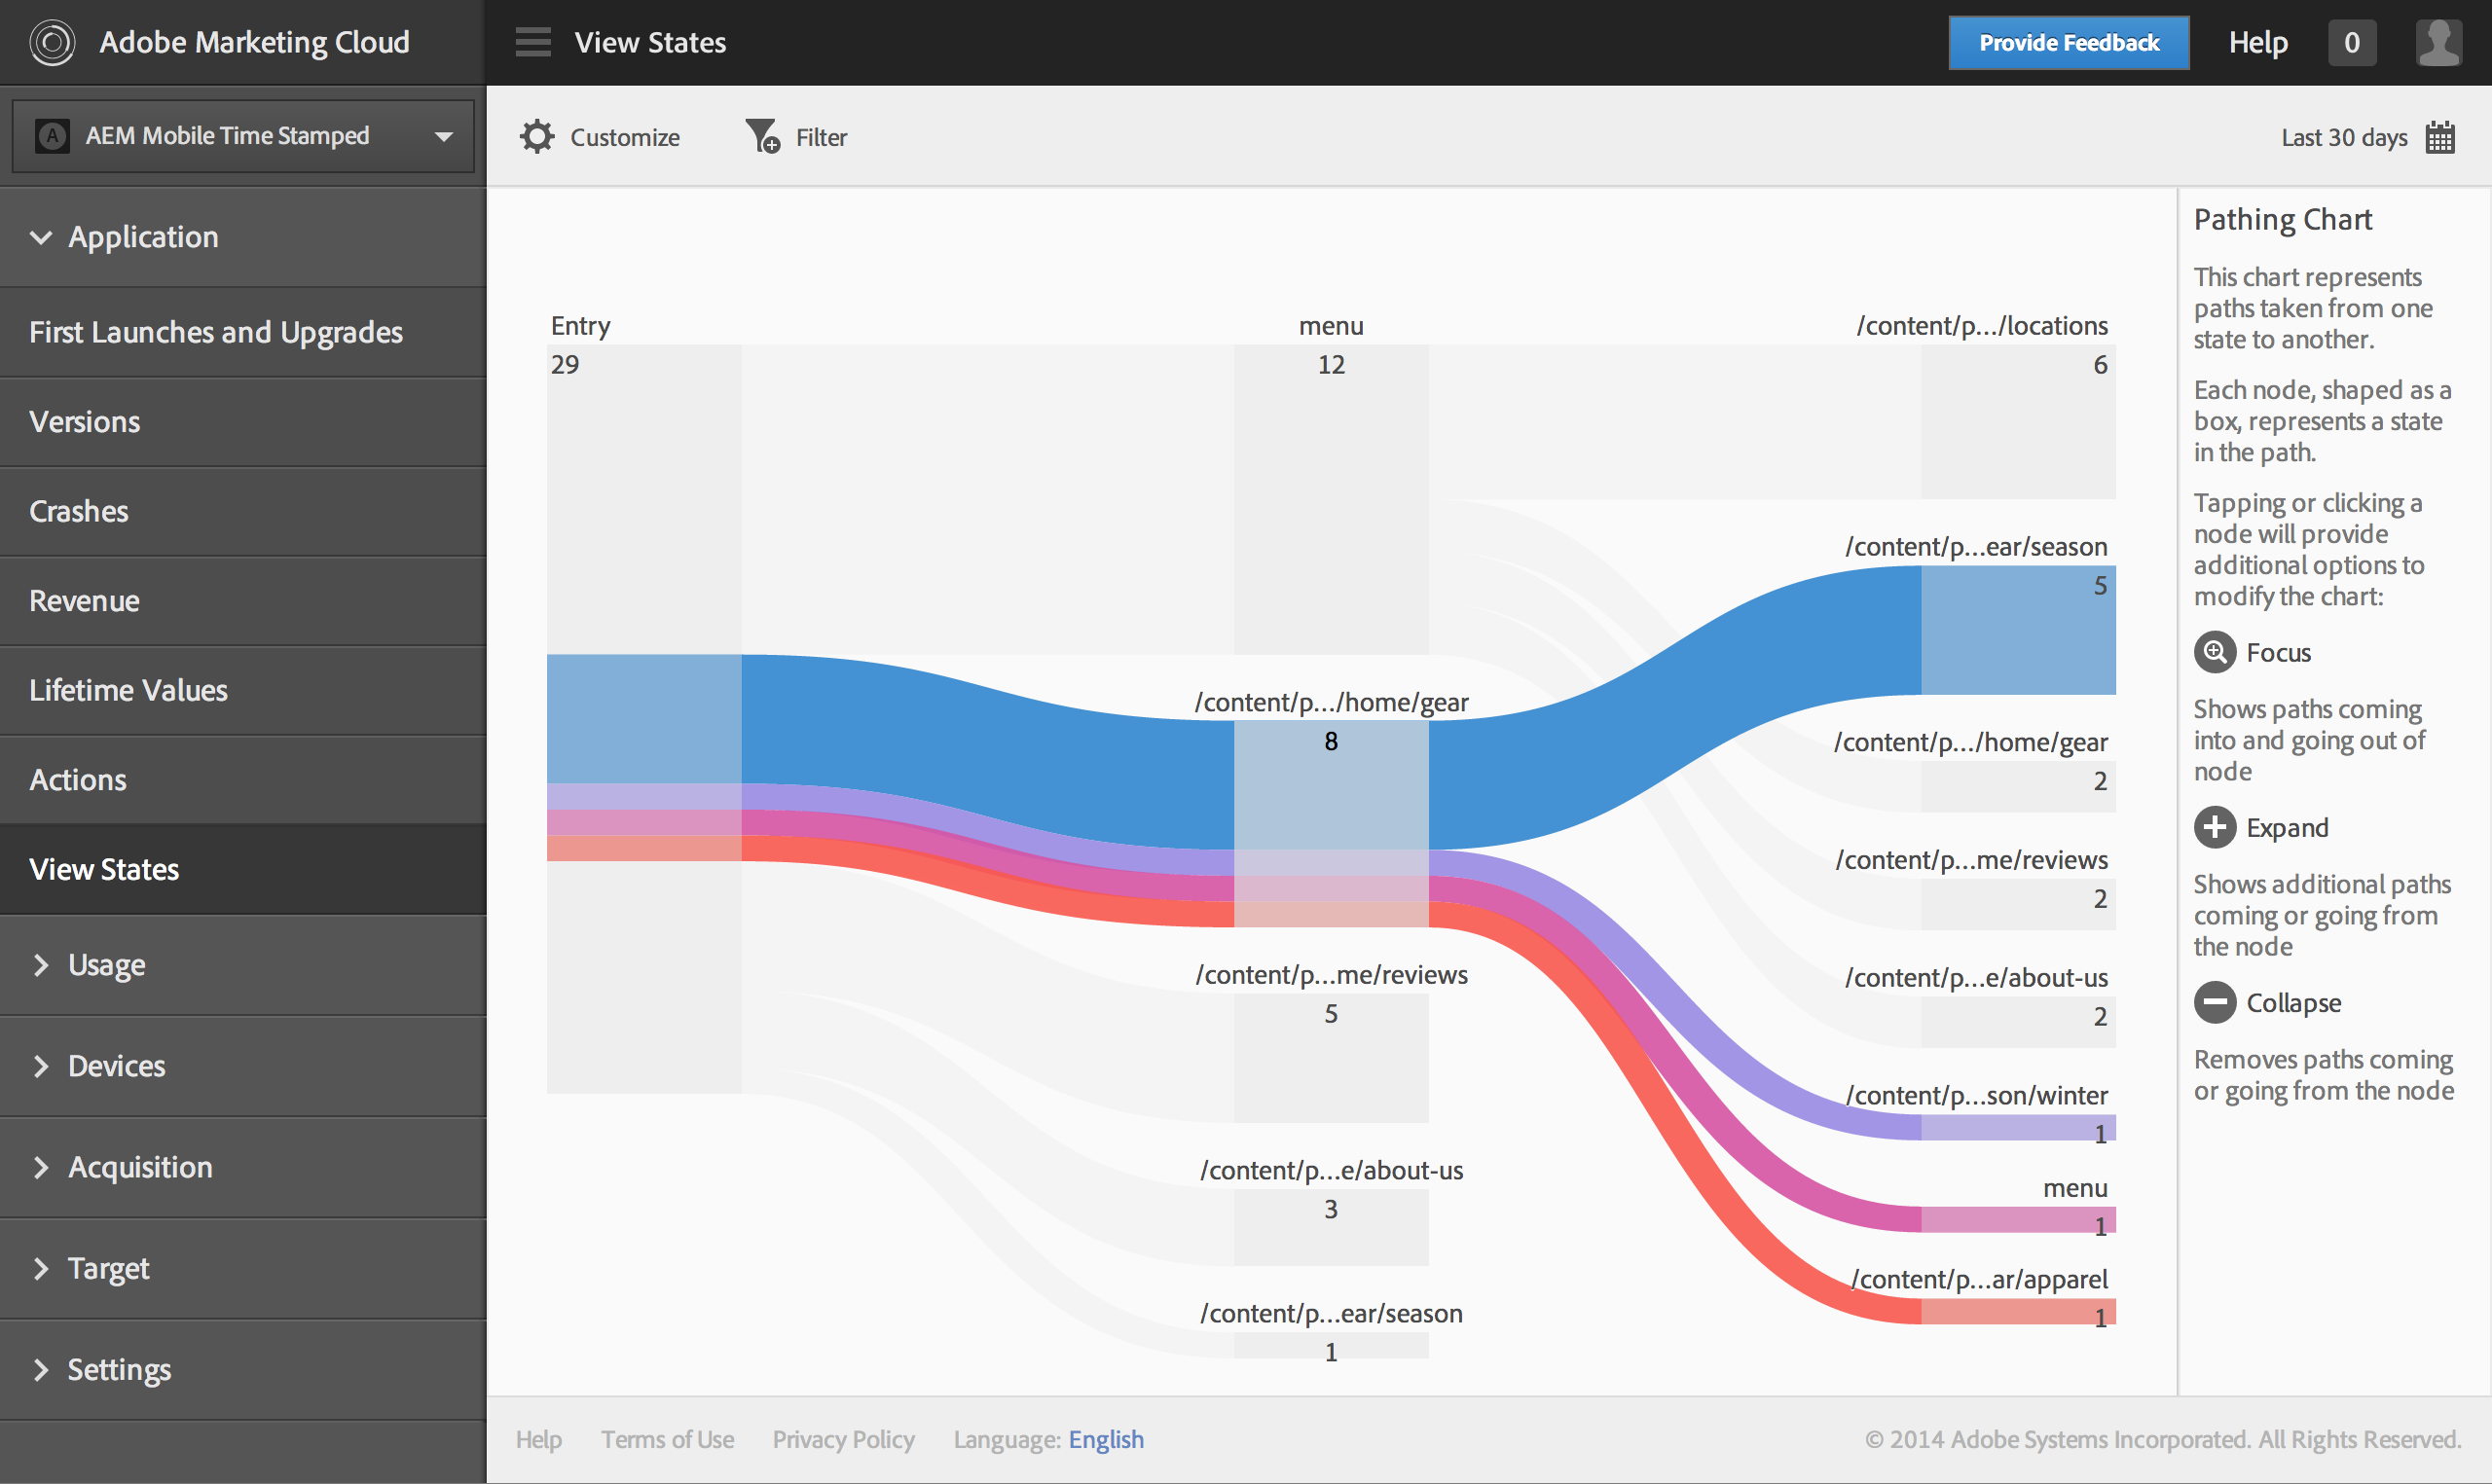 Adobe Marketing Cloud
View States
Provide Feedback
Help
0
A
AEM Mobile Time Stamped
Customize
Filter
Last 30 days
Application
First Launches and Upgrades
Versions
Crashes
Revenue
Lifetime Values
Actions
View States
Usage
Devices
Acquisition
Target
Settings
Entry
29
menu
12
/content/p.../home/gear
8
/content/p...me/reviews
5
/content/p...e/about-us
3
/content/p...ear/season
1
/content/p.../locations
6
/content/p...ear/season
5
/content/p.../home/gear
2
/content/p...me/reviews
2
/content/p...e/about-us
2
/content/p...son/winter
1
menu
1
/content/p...ar/apparel
1
Pathing Chart
This chart represents
paths taken from one
state to another.
Each node, shaped as a
box, represents a state
in the path.
Tapping or clicking a
node will provide
additional options to
modify the chart:
Focus
Shows paths coming
into and going out of
node
Expand
Shows additional paths
coming or going from
the node
Collapse
Removes paths coming
or going from the node
Help
Terms of Use
Privacy Policy
Language: English
© 2014 Adobe Systems Incorporated. All Rights Reserved.